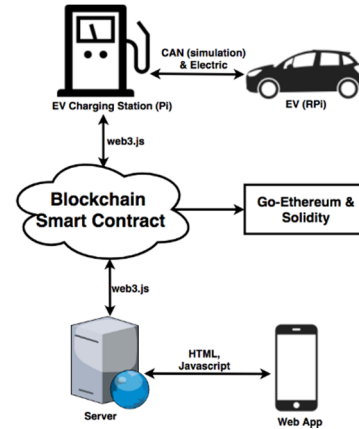 CAN (simulation)
& Electric
EV Charging Station (Pi)
EV (RPi)
web3.js
Blockchain
Smart Contract
Go-Ethereum &
Solidity
web3.js
HTML,
Javascript
Server
Web App